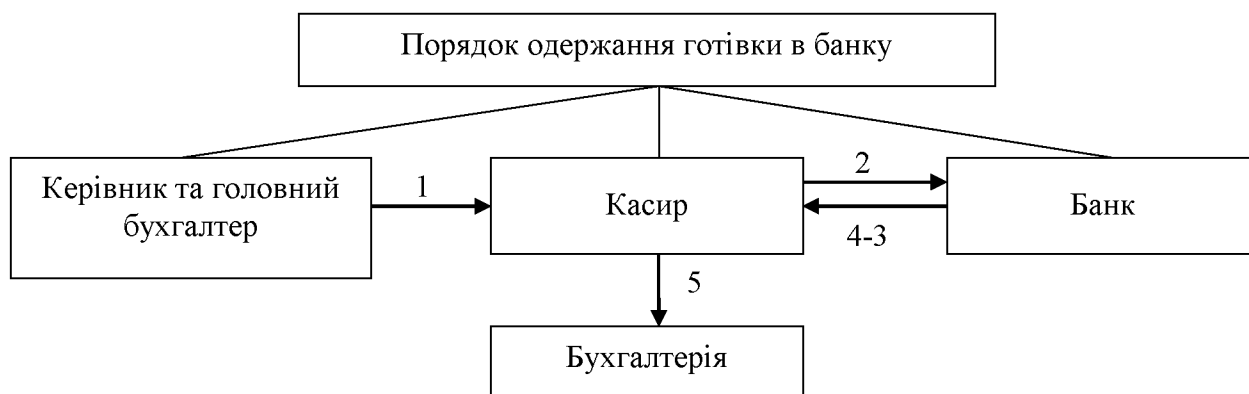 Порядок одержання готівки в банку
Керівник та головний
бухгалтер
1
Касир
2
4-3
Банк
5
Бухгалтерія